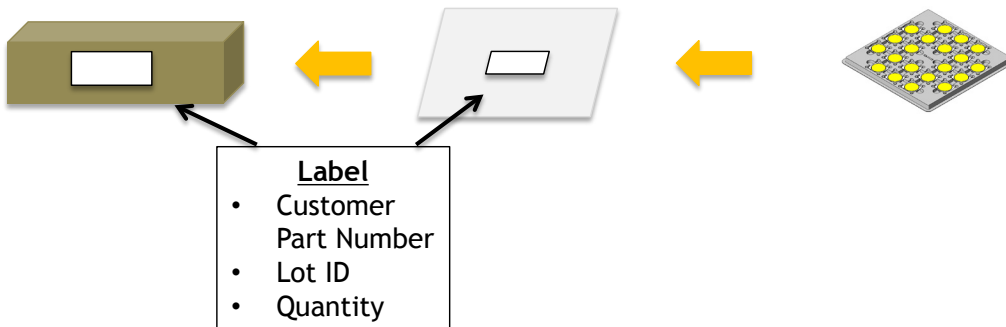 Label
• Customer
Part Number
• Lot ID
• Quantity